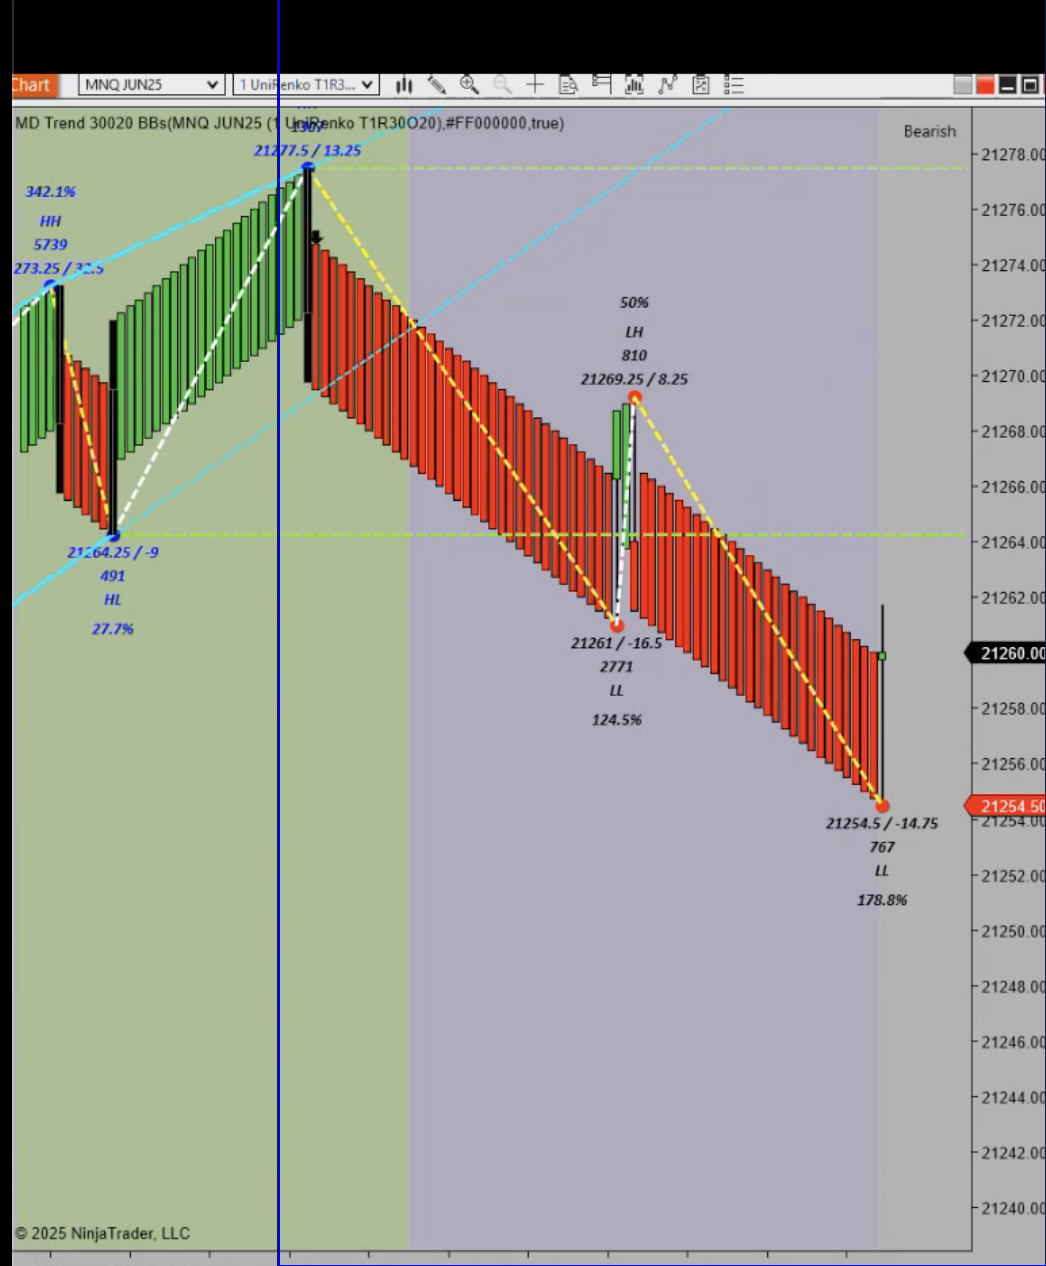 Chart
MNQ JUN25
1 UniRenko T1R3...
MD Trend 30020 BBs(MNQ JUN25 (1 UniRenko T1R30O20),#FF000000,true)
Bearish
1307
21277.5 / 13.25
342.1%
HH
5739
273.25 / 32.5
21264.25 / -9
491
HL
27.7%
50%
LH
810
21269.25 / 8.25
21261 / -16.5
2771
LL
124.5%
21254.5 / -14.75
767
LL
178.8%
21278.00
21276.00
21274.00
21272.00
21270.00
21268.00
21266.00
21264.00
21262.00
21260.00
21258.00
21256.00
21254.50
21254.00
21252.00
21250.00
21248.00
21246.00
21244.00
21242.00
21240.00
© 2025 NinjaTrader, LLC